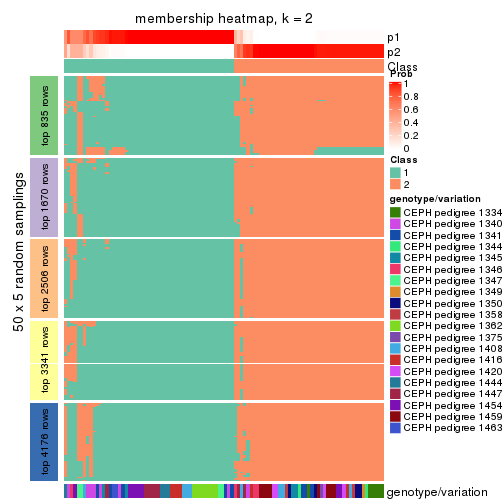 membership heatmap, k = 2
p1
p2
Class
Prob
1
0.8
0.6
0.4
0.2
0
Class
1
2
genotype/variation
CEPH pedigree 1334
CEPH pedigree 1340
CEPH pedigree 1341
CEPH pedigree 1344
CEPH pedigree 1345
CEPH pedigree 1346
CEPH pedigree 1347
CEPH pedigree 1349
CEPH pedigree 1350
CEPH pedigree 1358
CEPH pedigree 1362
CEPH pedigree 1375
CEPH pedigree 1408
CEPH pedigree 1416
CEPH pedigree 1420
CEPH pedigree 1444
CEPH pedigree 1447
CEPH pedigree 1454
CEPH pedigree 1459
CEPH pedigree 1463
50 x 5 random samplings
top 835 rows
top 1670 rows
top 2506 rows
top 3341 rows
top 4176 rows
genotype/variation